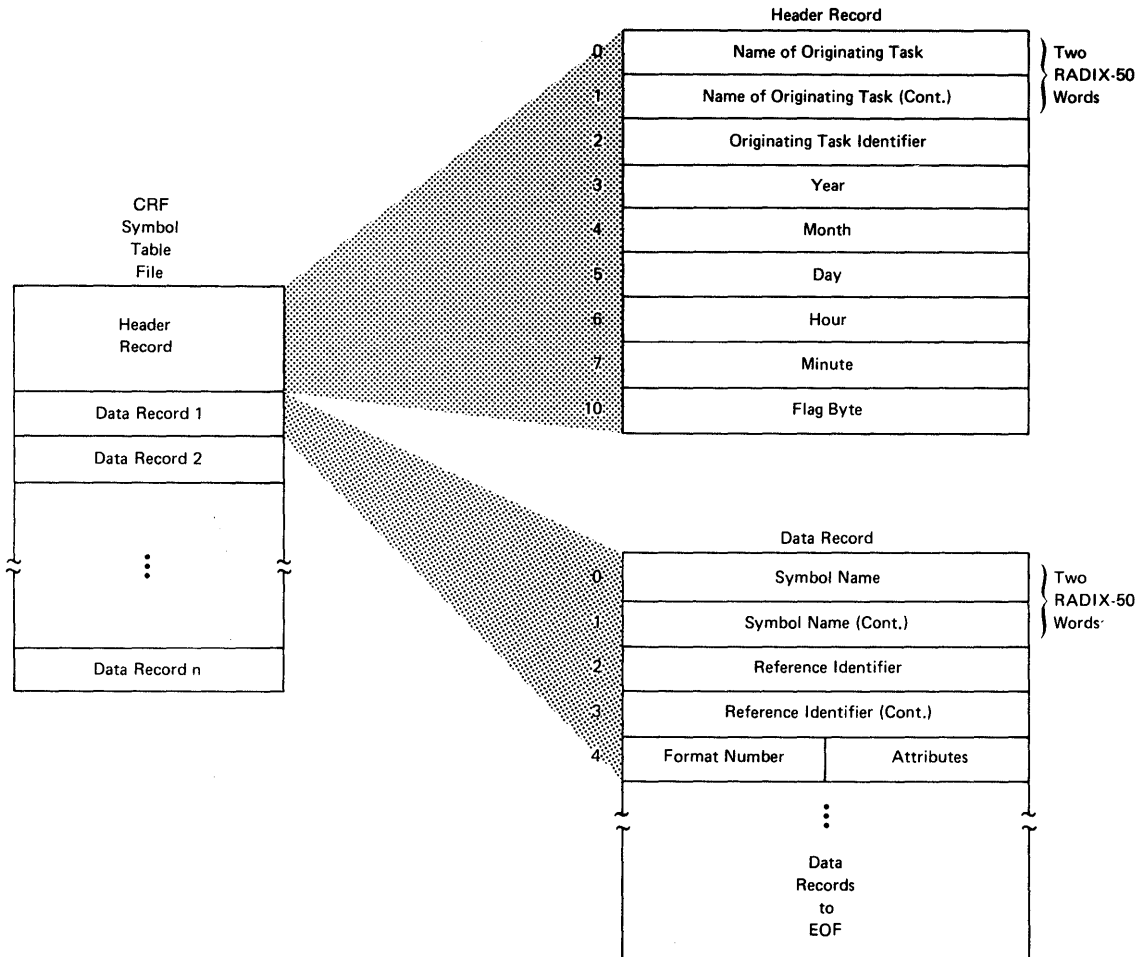 CRF
Symbol
Table
File
Header
Record
Data Record 1
Data Record 2
Data Record n
Header Record
0 Name of Originating Task
1 Name of Originating Task (Cont.)
2 Originating Task Identifier
3 Year
4 Month
5 Day
6 Hour
7 Minute
10 Flag Byte
Two
RADIX-50
Words
Data Record
0 Symbol Name
1 Symbol Name (Cont.)
2 Reference Identifier
3 Reference Identifier (Cont.)
4 Format Number Attributes
Two
RADIX-50
Words
Data
Records
to
EOF